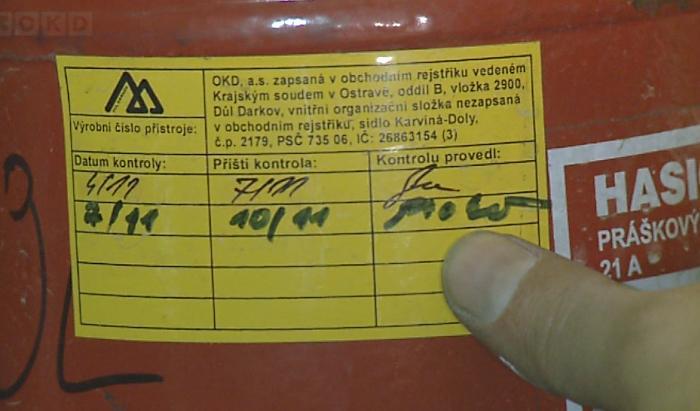 OKD
OKD, a.s. zapsaná v obchodním rejstříku vedeném
Krajským soudem v Ostravě, oddíl B, vložka 2900,
Důl Darkov, vnitřní organizační složka nezapsaná
v obchodním rejstříku, sídlo Karviná-Doly,
č.p. 2179, PSČ 735 06, IČ: 26863154 (3)
Výrobní číslo přístroje:
Datum kontroly: Příští kontrola: Kontrolu provedl:
4/11 7/11
7/11 10/11
HASI
PRÁŠKOVÝ
21 A